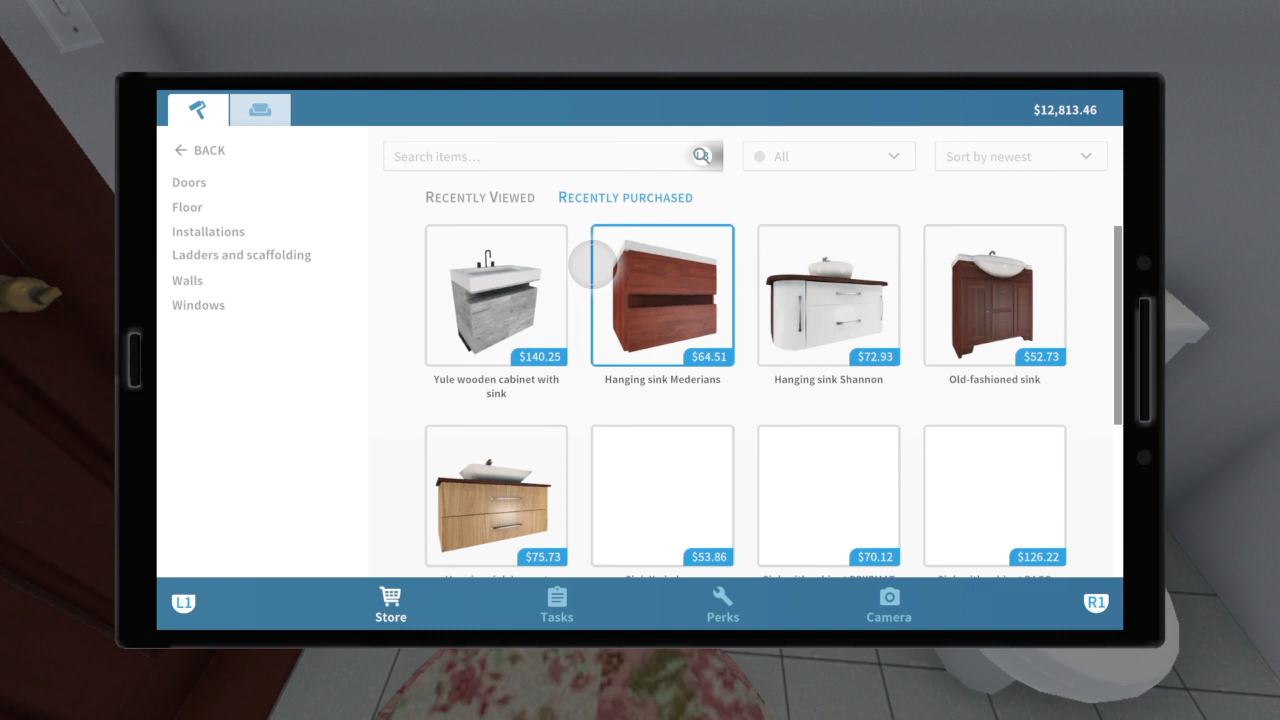 $12,813.46
BACK
Search items...
All
Sort by newest
Doors
Floor
Installations
Ladders and scaffolding
Walls
Windows
RECENTLY VIEWED
RECENTLY PURCHASED
$140.25
$64.51
$72.93
$52.73
Yule wooden cabinet with
sink
Hanging sink Mederians
Hanging sink Shannon
Old-fashioned sink
$75.73
$53.86
$70.12
$126.22
L1
Store
Tasks
Perks
Camera
R1